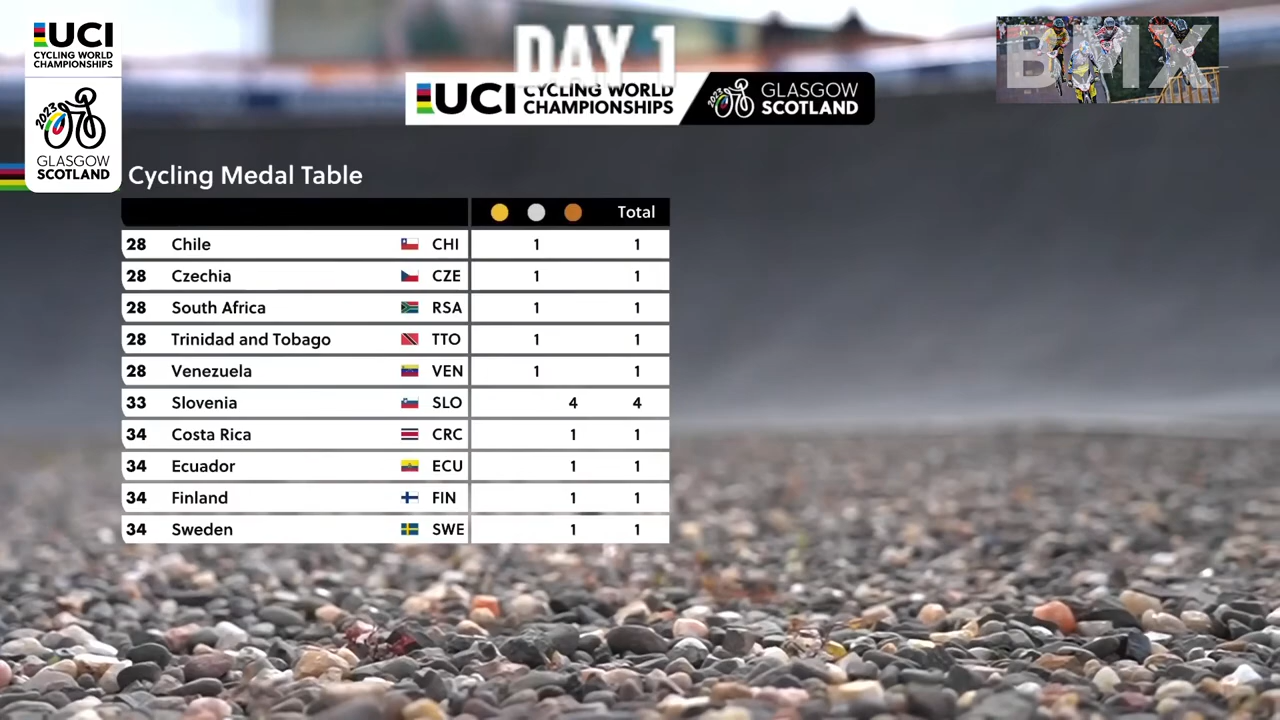 UCI
CYCLING WORLD
CHAMPIONSHIPS
2023
GLASGOW
SCOTLAND
DAY 1
UCI CYCLING WORLD
CHAMPIONSHIPS
2023
GLASGOW
SCOTLAND
BMX
Cycling Medal Table
Total
28 Chile CHI 1 1
28 Czechia CZE 1 1
28 South Africa RSA 1 1
28 Trinidad and Tobago TTO 1 1
28 Venezuela VEN 1 1
33 Slovenia SLO 4 4
34 Costa Rica CRC 1 1
34 Ecuador ECU 1 1
34 Finland FIN 1 1
34 Sweden SWE 1 1